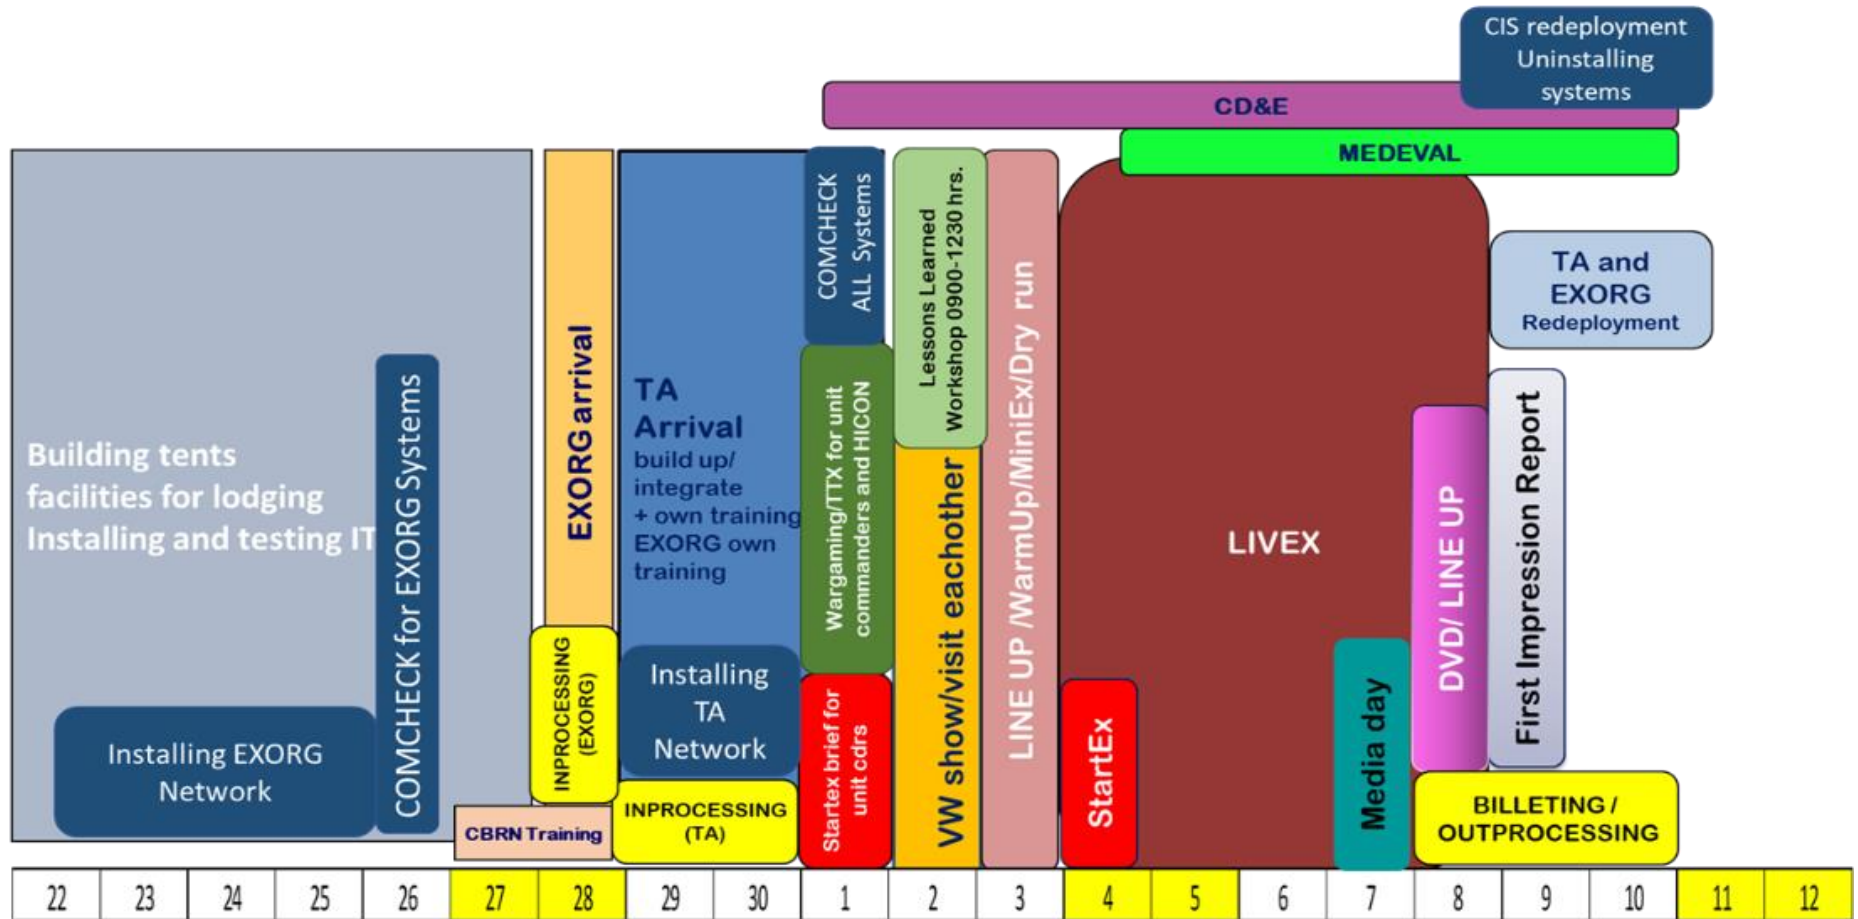 CIS redeployment
Uninstalling
systems
CD&E
MEDEVAL
Building tents
facilities for lodging
Installing and testing IT
Installing EXORG
Network
COMCHECK for EXORG Systems
CBRN Training
EXORG arrival
INPROCESSING
(EXORG)
TA
Arrival
build up/
integrate
+ own training
EXORG own
training
Installing
TA
Network
INPROCESSING
(TA)
COMCHECK
ALL Systems
Wargaming/TTX for unit
commanders and HICON
Startex brief for
unit cdrs
Lessons Learned
Workshop 0900-1230 hrs.
VW show/visit eachother
LINE UP /WarmUp/MiniEx/Dry run
LIVEX
StartEx
Media day
DVD/ LINE UP
TA and
EXORG
Redeployment
First Impression Report
BILLETING /
OUTPROCESSING
22 23 24 25 26 27 28 29 30 1 2 3 4 5 6 7 8 9 10 11 12